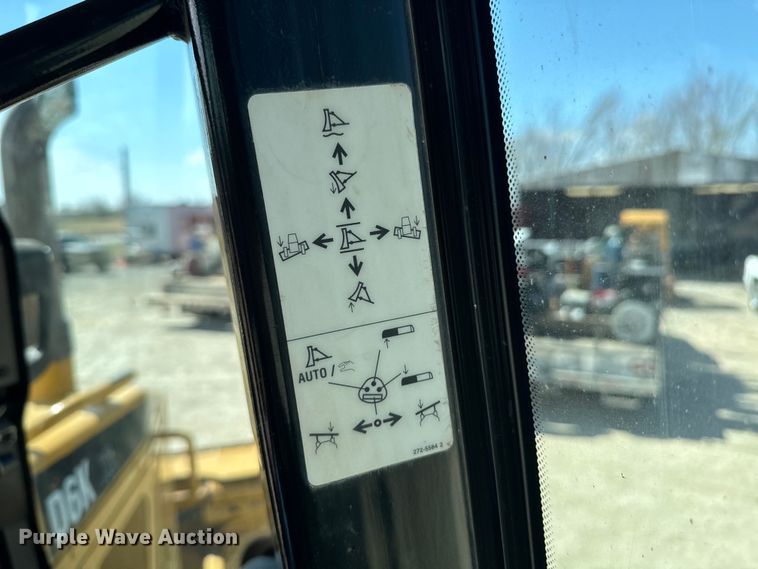 AUTO /
272-5584 2
D6K
Purple Wave Auction